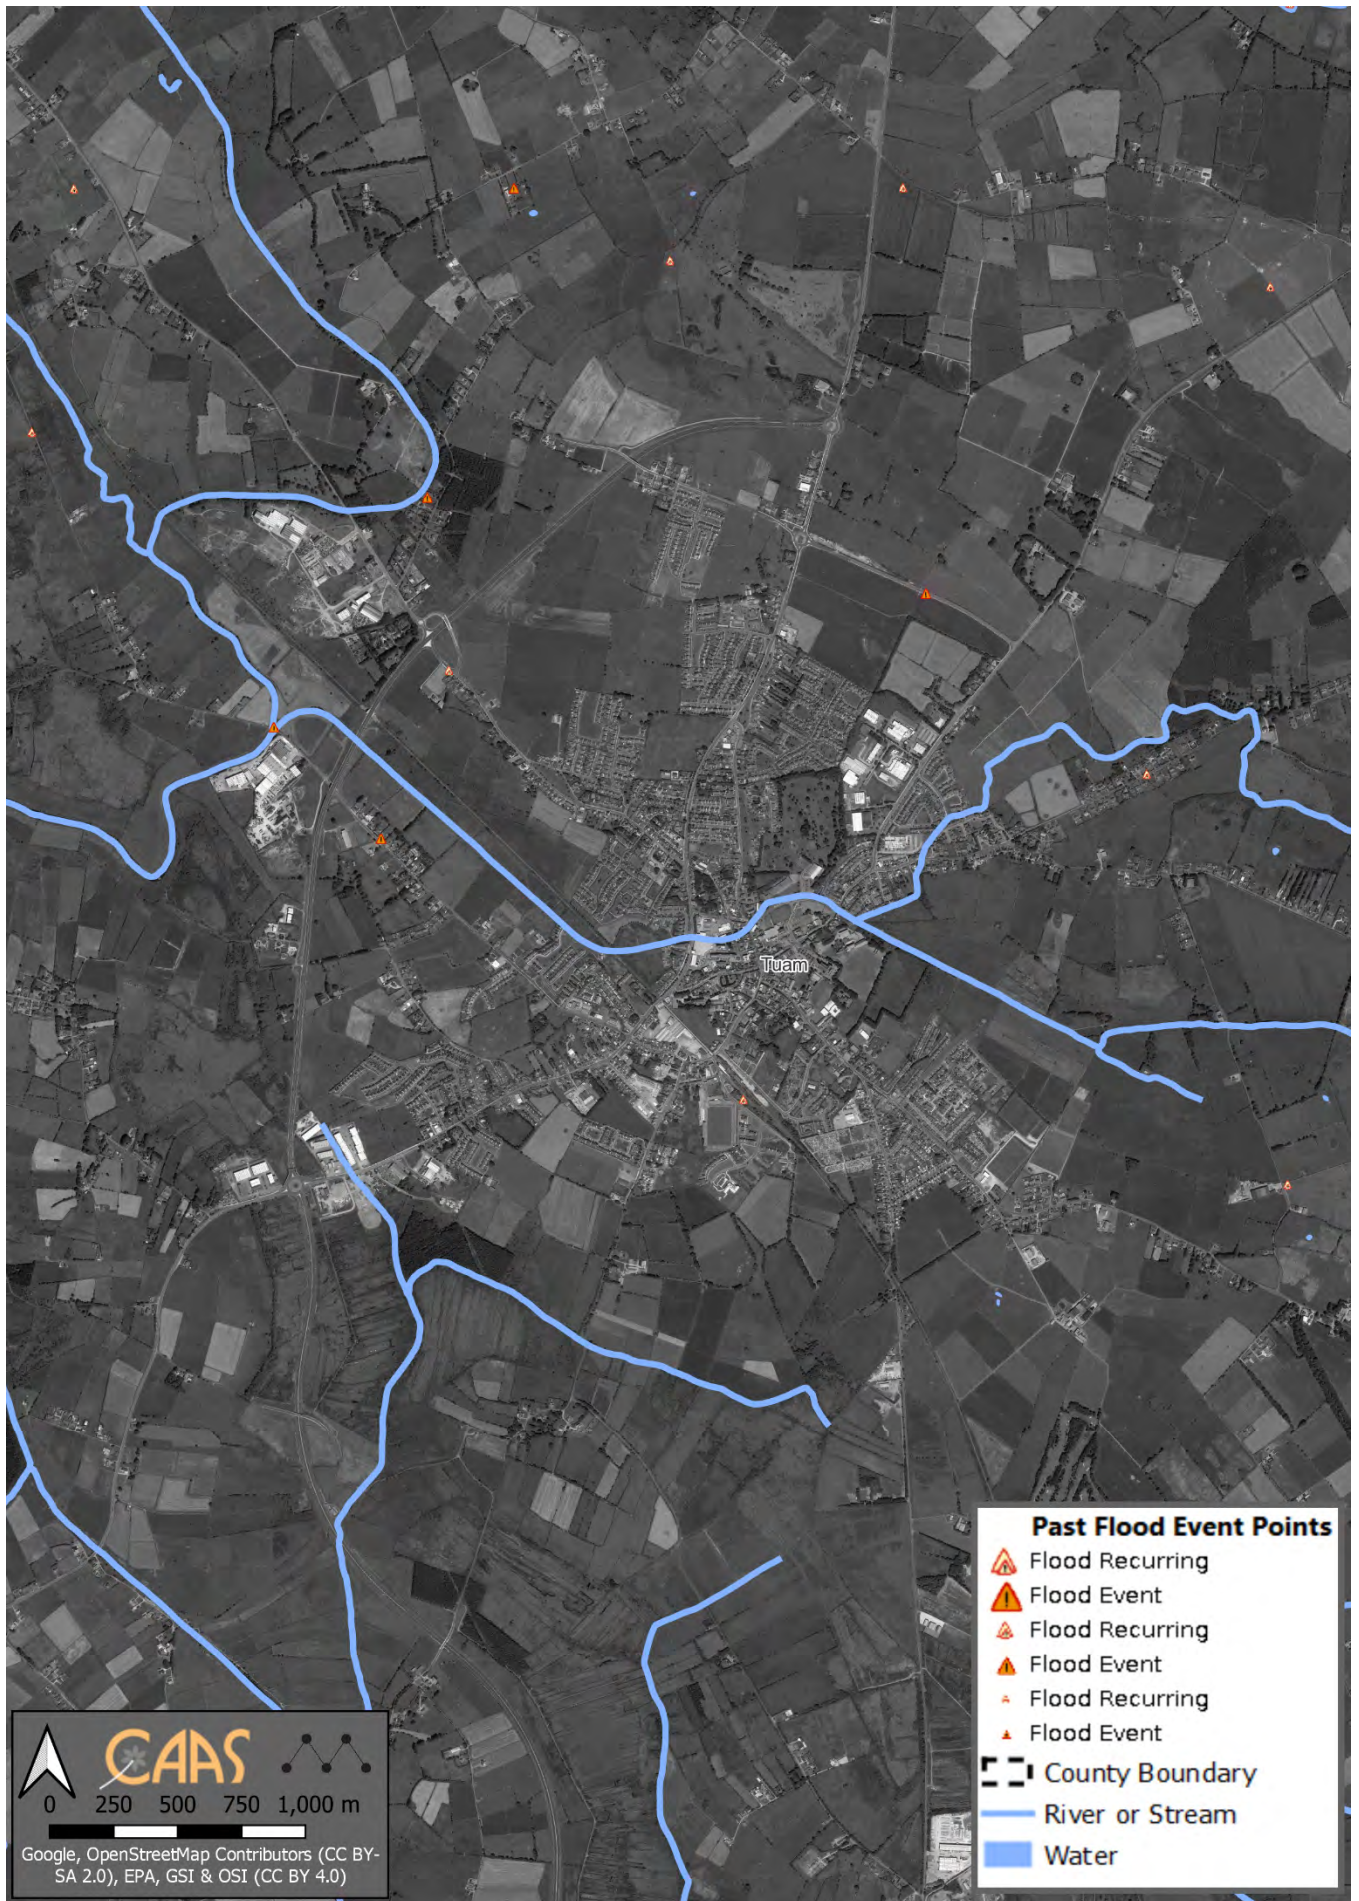 Tuam
Past Flood Event Points
Flood Recurring
Flood Event
Flood Recurring
Flood Event
Flood Recurring
Flood Event
County Boundary
River or Stream
Water
CAAS
0 250 500 750 1,000 m
Google, OpenStreetMap Contributors (CC BY-
SA 2.0), EPA, GSI & OSI (CC BY 4.0)